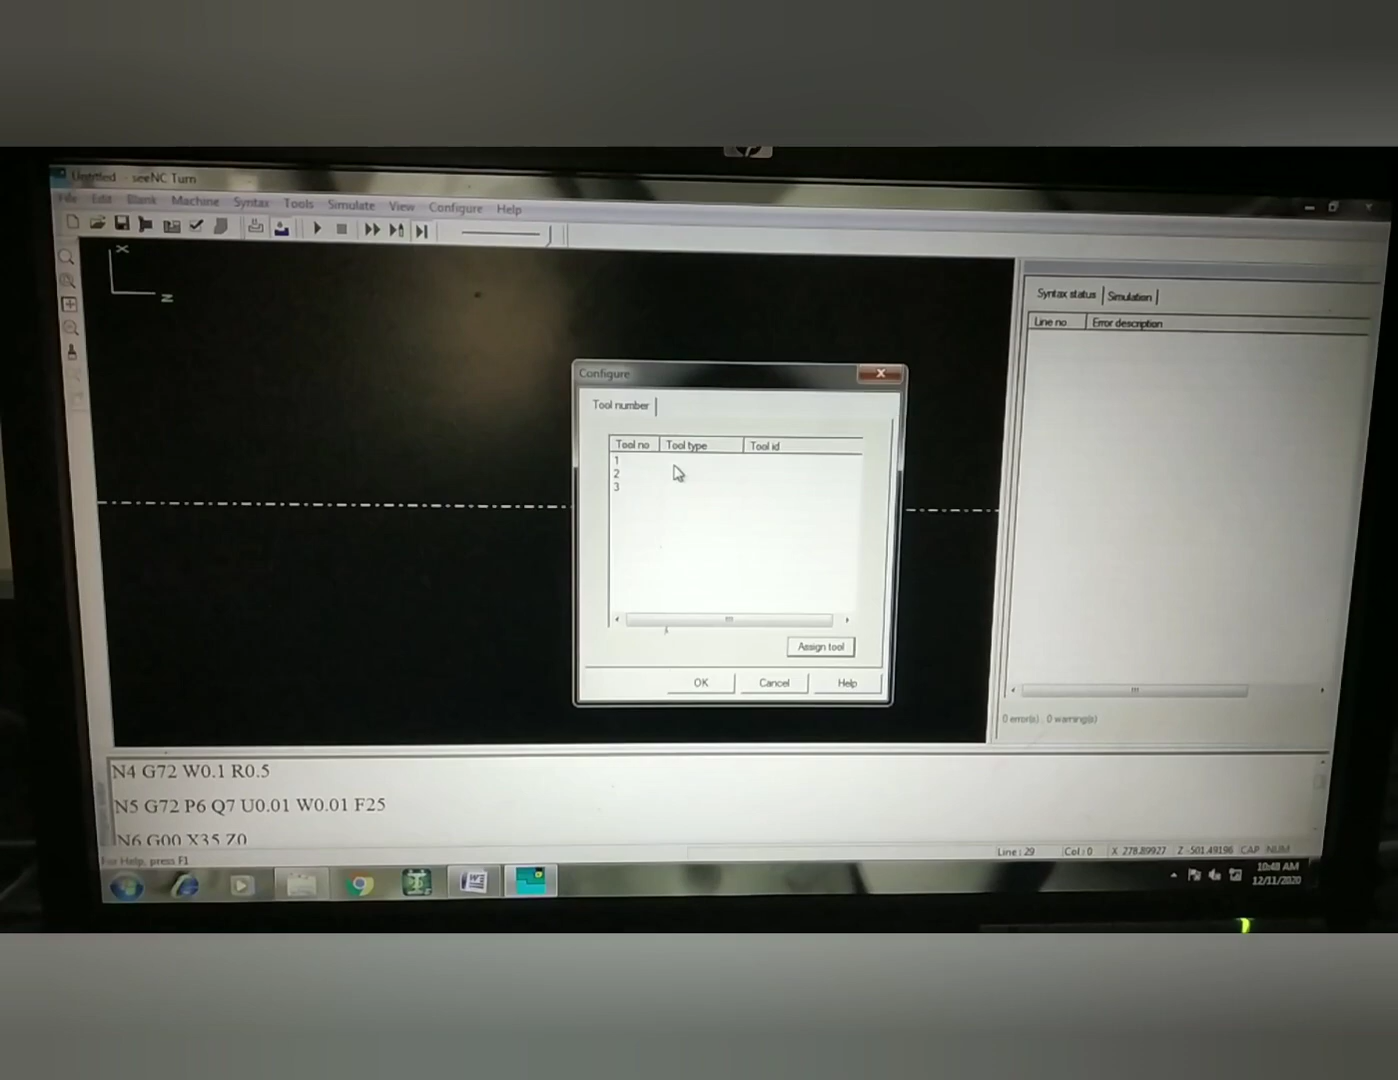 Untitled - seeNC Turn
File Edit Blank Machine Syntax Tools Simulate View Configure Help
X
Z
Syntax status Simulation
Line no Error description
Configure
Tool number
Tool no Tool type Tool id
1
2
3
Assign tool
OK Cancel Help
0 error(s) 0 warning(s)
N4 G72 W0.1 R0.5
N5 G72 P6 Q7 U0.01 W0.01 F25
N6 G00 X35 Z0
For Help, press F1
Line : 29 Col : 0 X 278.89927 Z -501.49196 CAP NUM
10:48 AM
12/11/2020